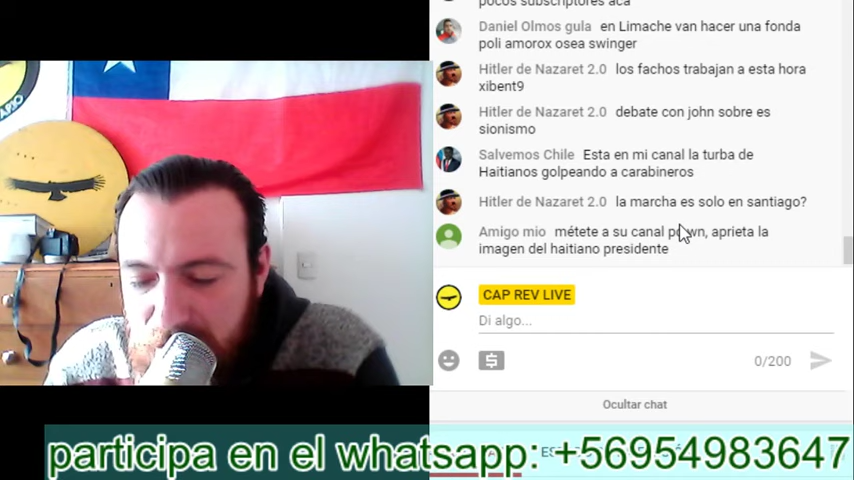 pocos subscriptores aca
Daniel Olmos gula en Limache van hacer una fonda
poli amorox osea swinger
Hitler de Nazaret 2.0 los fachos trabajan a esta hora
xibent9
Hitler de Nazaret 2.0 debate con john sobre es
sionismo
Salvemos Chile Esta en mi canal la turba de
Haitianos golpeando a carabineros
Hitler de Nazaret 2.0 la marcha es solo en santiago?
Amigo mio métete a su canal
aprieta la
imagen del haitiano presidente
CAP REV LIVE
Di algo...
0/200
Ocultar chat
participa en el whatsapp: +56954983647